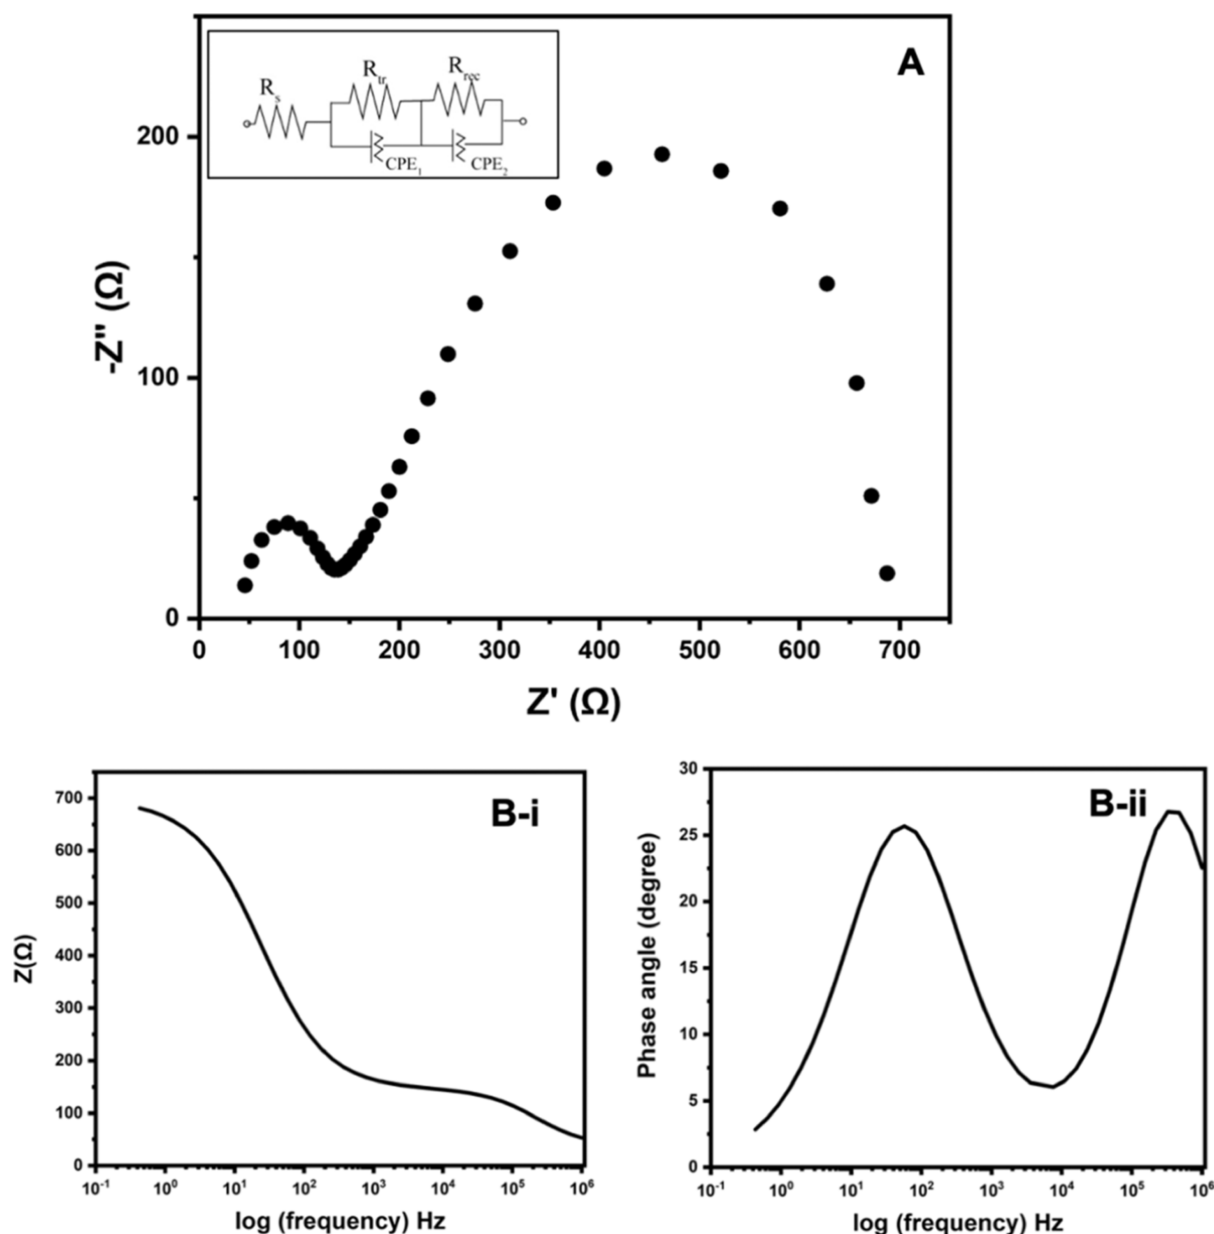 A
R_s
R_tr
R_rec
CPE_1
CPE_2
-Z" (Ω)
200
100
0
0 100 200 300 400 500 600 700
Z' (Ω)
B-i
Z(Ω)
700
600
500
400
300
200
100
0
10^-1 10^0 10^1 10^2 10^3 10^4 10^5 10^6
log (frequency) Hz
B-ii
Phase angle (degree)
30
25
20
15
10
5
0
10^-1 10^0 10^1 10^2 10^3 10^4 10^5 10^6
log (frequency) Hz